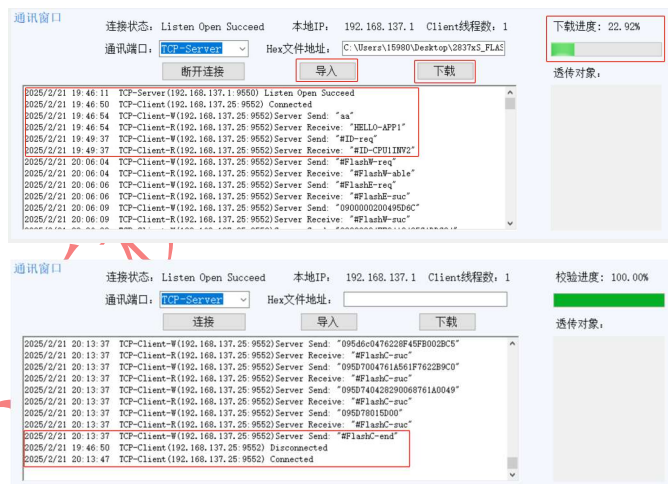 通讯窗口
连接状态: Listen Open Succeed 本地IP: 192.168.137.1 Client线程数: 1 下载进度: 22.92%
通讯端口: TCP-Server Hex文件地址: C:\Users\15980\Desktop\2837xS_FLAS
断开连接 导入 下载 透传对象:
2025/2/21 19:46:11 TCP-Server(192.168.137.1:9550) Listen Open Succeed
2025/2/21 19:46:50 TCP-Client(192.168.137.25:9552) Connected
2025/2/21 19:46:54 TCP-Client-W(192.168.137.25:9552)Server Send: "aa"
2025/2/21 19:46:54 TCP-Client-R(192.168.137.25:9552)Server Receive: "HELLO-APP1"
2025/2/21 19:49:37 TCP-Client-W(192.168.137.25:9552)Server Send: "#ID-req"
2025/2/21 19:49:37 TCP-Client-R(192.168.137.25:9552)Server Receive: "#ID-CPU1INV2"
2025/2/21 20:06:04 TCP-Client-W(192.168.137.25:9552)Server Send: "#FlashW-req"
2025/2/21 20:06:04 TCP-Client-R(192.168.137.25:9552)Server Receive: "#FlashW-able"
2025/2/21 20:06:06 TCP-Client-W(192.168.137.25:9552)Server Send: "#FlashE-req"
2025/2/21 20:06:06 TCP-Client-R(192.168.137.25:9552)Server Receive: "#FlashE-suc"
2025/2/21 20:06:09 TCP-Client-W(192.168.137.25:9552)Server Send: "0900000200495D6C"
2025/2/21 20:06:09 TCP-Client-R(192.168.137.25:9552)Server Receive: "#FlashW-suc"
通讯窗口
连接状态: Listen Open Succeed 本地IP: 192.168.137.1 Client线程数: 1 校验进度: 100.00%
通讯端口: TCP-Server Hex文件地址:
连接 导入 下载 透传对象:
2025/2/21 20:13:37 TCP-Client-W(192.168.137.25:9552)Server Send: "095d6c0476228F45FB002BC5"
2025/2/21 20:13:37 TCP-Client-R(192.168.137.25:9552)Server Receive: "#FlashC-suc"
2025/2/21 20:13:37 TCP-Client-W(192.168.137.25:9552)Server Send: "095D7004761A561F7622B9C0"
2025/2/21 20:13:37 TCP-Client-R(192.168.137.25:9552)Server Receive: "#FlashC-suc"
2025/2/21 20:13:37 TCP-Client-W(192.168.137.25:9552)Server Send: "095D740428290068761A0049"
2025/2/21 20:13:37 TCP-Client-R(192.168.137.25:9552)Server Receive: "#FlashC-suc"
2025/2/21 20:13:37 TCP-Client-W(192.168.137.25:9552)Server Send: "095D78015D00"
2025/2/21 20:13:37 TCP-Client-R(192.168.137.25:9552)Server Receive: "#FlashC-suc"
2025/2/21 20:13:37 TCP-Client-W(192.168.137.25:9552)Server Send: "#FlashC-end"
2025/2/21 19:46:50 TCP-Client(192.168.137.25:9552) Disconnected
2025/2/21 20:13:47 TCP-Client(192.168.137.25:9552) Connected